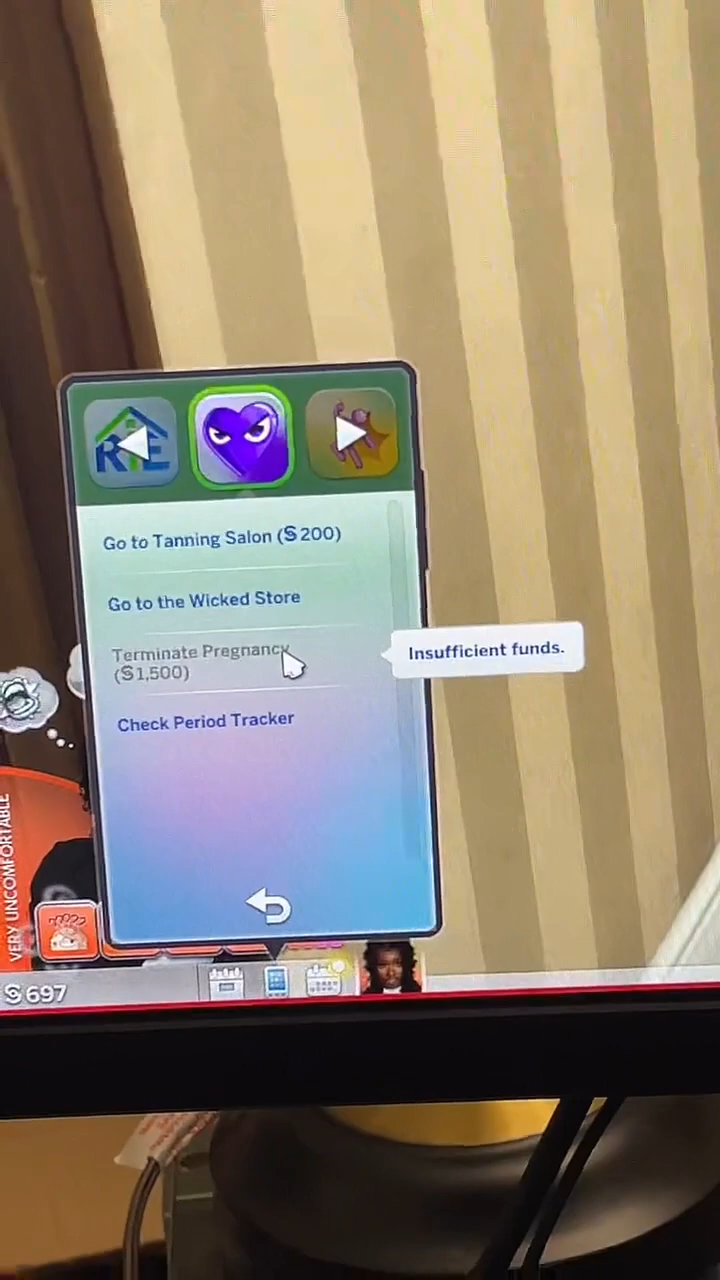 R E
Go to Tanning Salon (§200)
Go to the Wicked Store
Terminate Pregnancy
(§1,500)
Insufficient funds.
Check Period Tracker
VERY UNCOMFORTABLE
§697